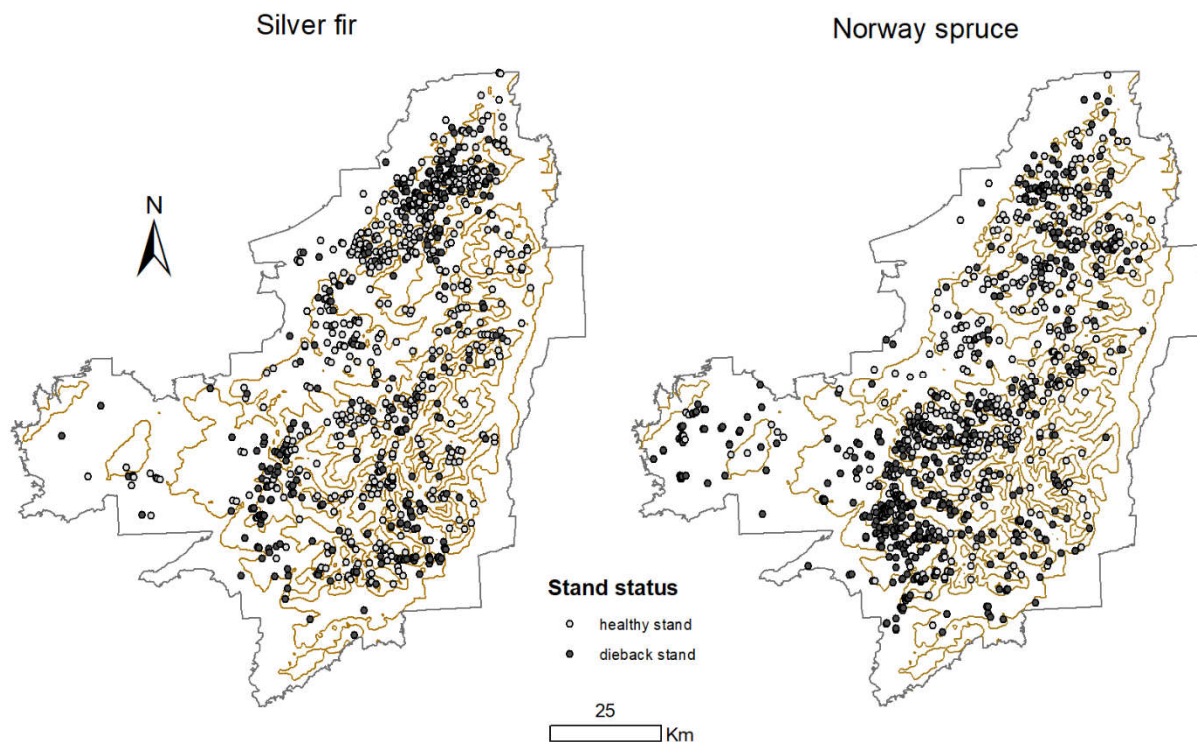 Silver fir
Norway spruce
N
Stand status
healthy stand
dieback stand
25
Km